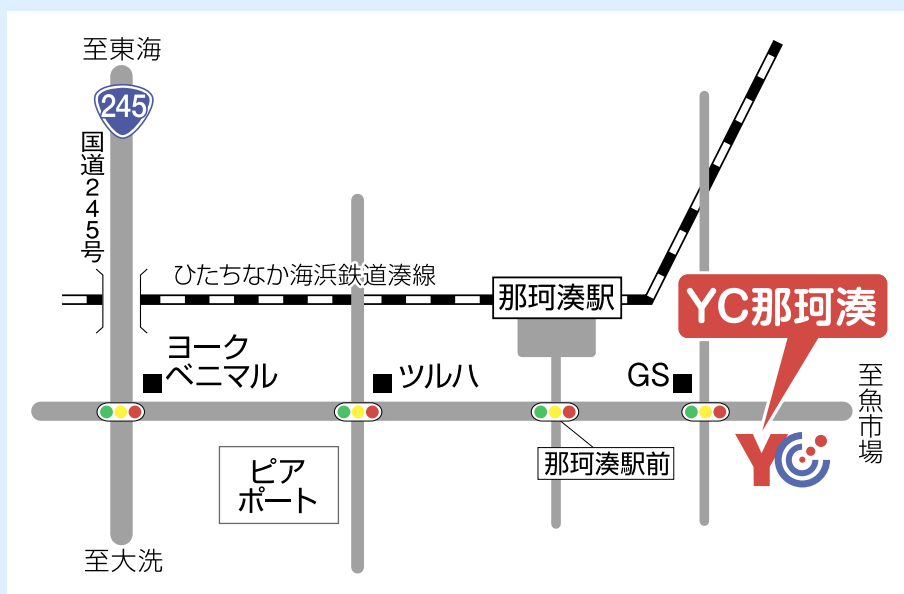 至東海
245
国道245号
ひたちなか海浜鉄道湊線
那珂湊駅
YC那珂湊
ヨーク
ベニマル
ツルハ
GS
至魚市場
那珂湊駅前
YC
ピア
ポート
至大洗